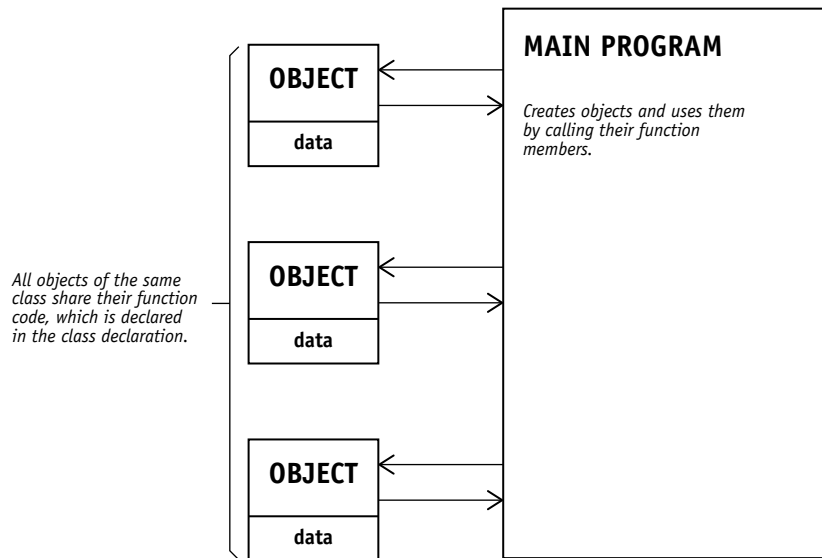 MAIN PROGRAM
Creates objects and uses them
by calling their function
members.
OBJECT
data
OBJECT
data
OBJECT
data
All objects of the same
class share their function
code, which is declared
in the class declaration.